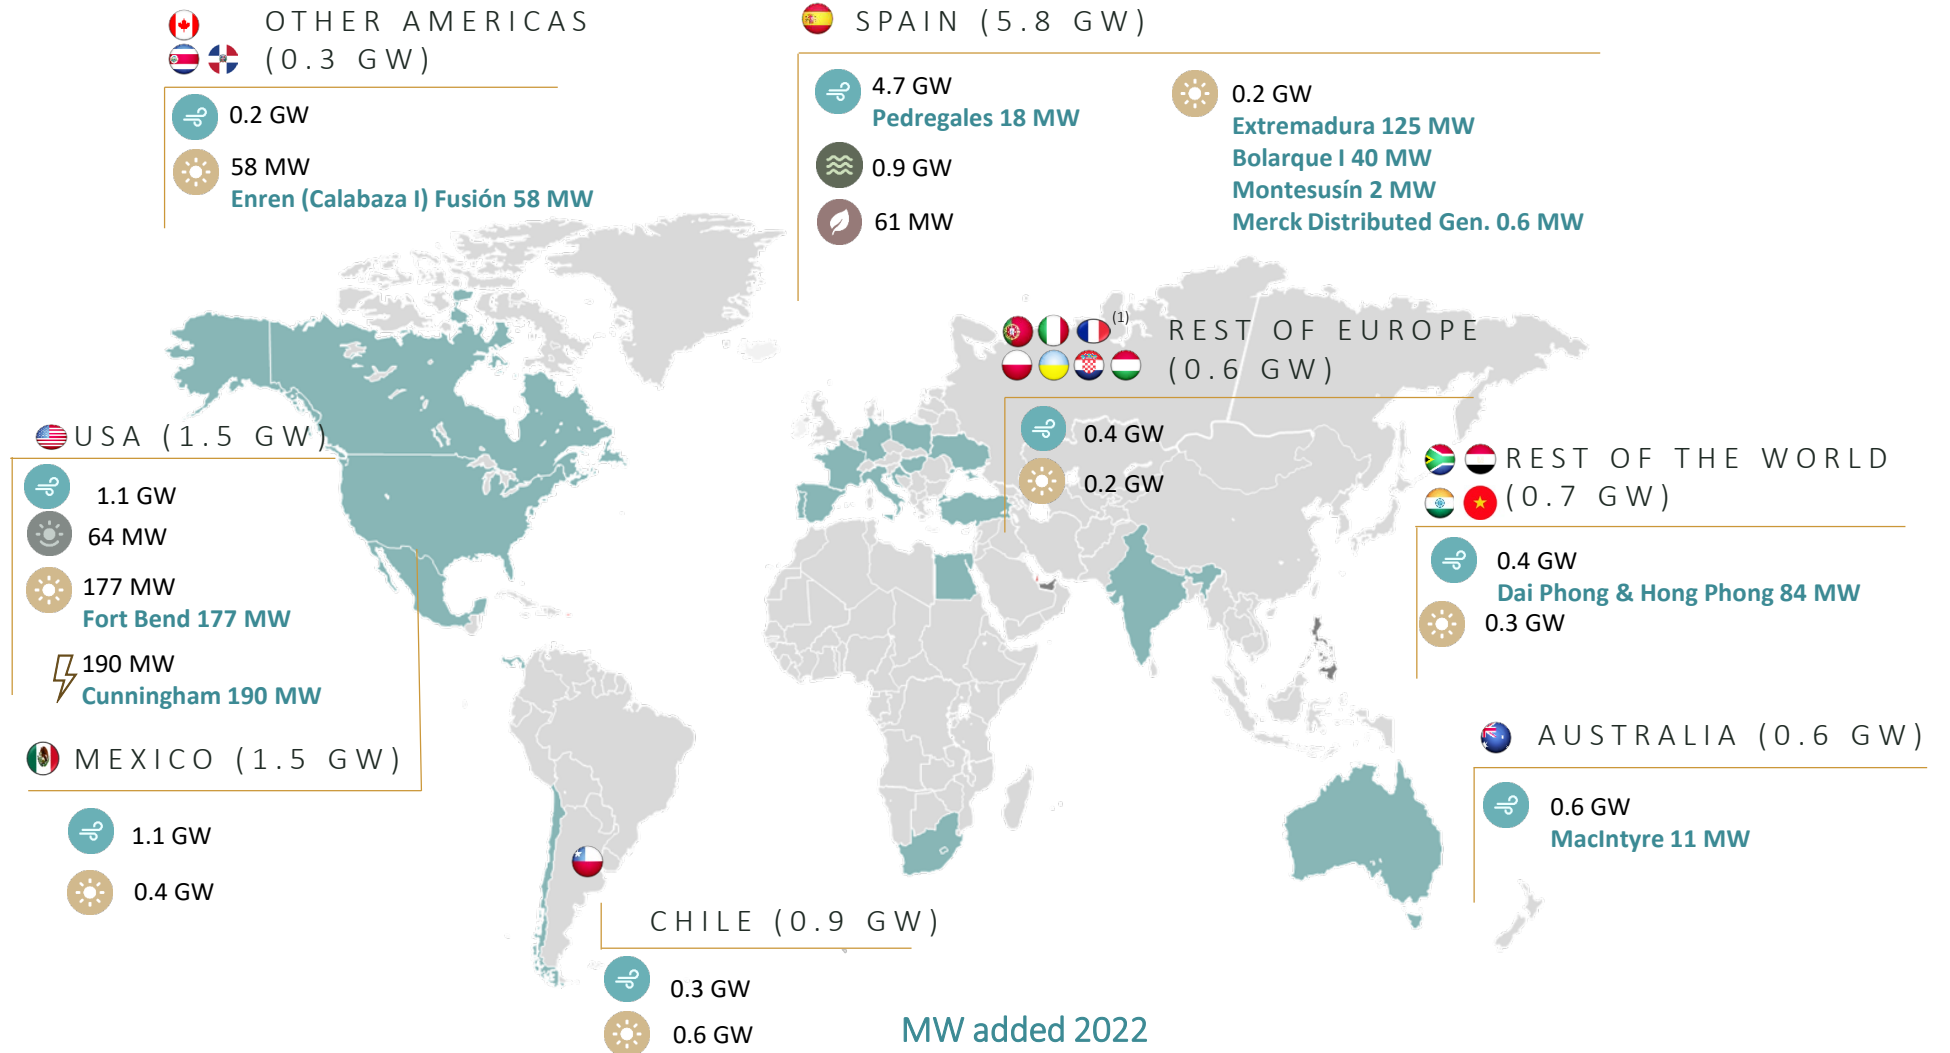 OTHER AMERICAS
(0.3 GW)
0.2 GW
58 MW
Enren (Calabaza I) Fusión 58 MW
SPAIN (5.8 GW)
4.7 GW
Pedregales 18 MW
0.9 GW
61 MW
0.2 GW
Extremadura 125 MW
Bolarque I 40 MW
Montesusín 2 MW
Merck Distributed Gen. 0.6 MW
(1)
REST OF EUROPE
(0.6 GW)
0.4 GW
0.2 GW
USA (1.5 GW)
1.1 GW
64 MW
177 MW
Fort Bend 177 MW
190 MW
Cunningham 190 MW
REST OF THE WORLD
(0.7 GW)
0.4 GW
Dai Phong & Hong Phong 84 MW
0.3 GW
MEXICO (1.5 GW)
1.1 GW
0.4 GW
AUSTRALIA (0.6 GW)
0.6 GW
MacIntyre 11 MW
CHILE (0.9 GW)
0.3 GW
0.6 GW
MW added 2022